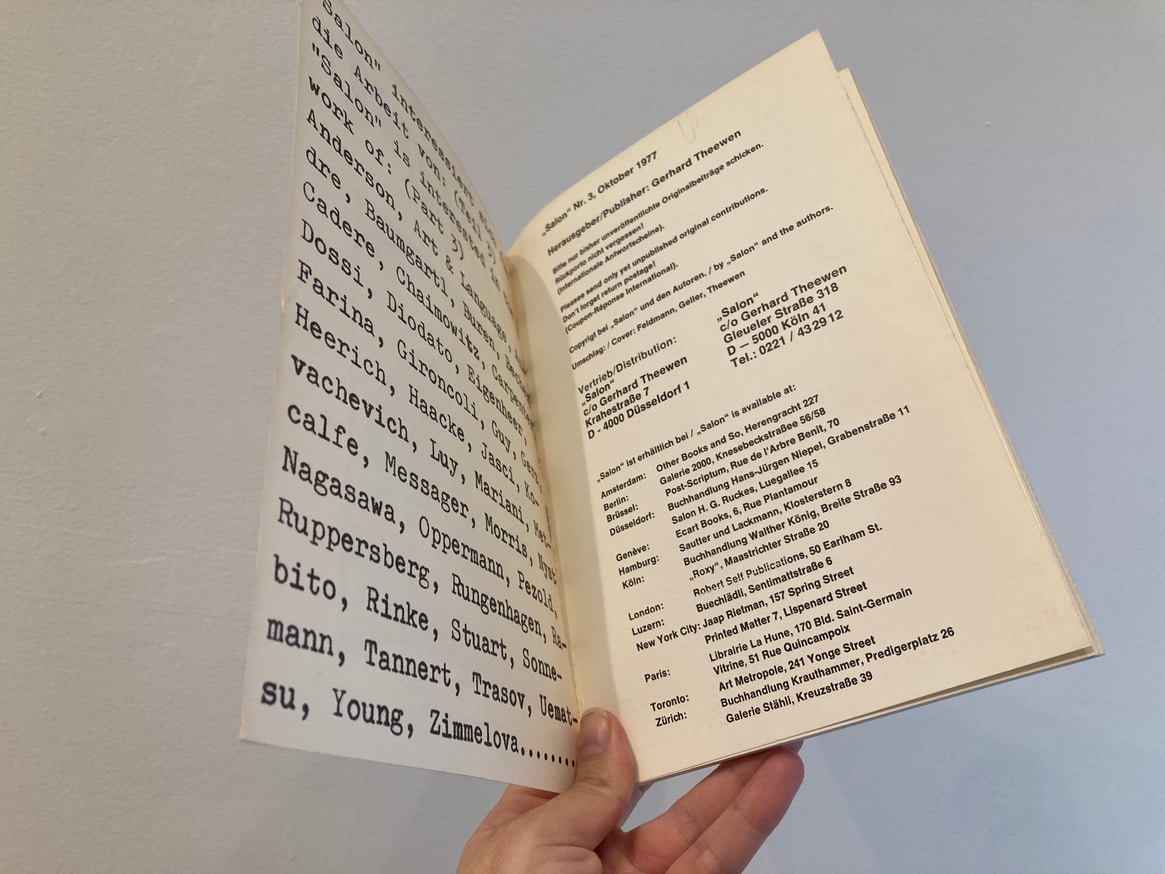 Salon" interessiert
die Arbeit von: (Teil
"Salon" is interested in
work of: (Part 3)
Anderson, Art & Language,
dre, Baumgartl, Buren,
Cadere, Chaimowitz,
Dossi, Diodato, Eigenheer,
Farina, Gironcoli, Guy,
Heerich, Haacke, Jasci, Ko-
vachevich, Luy, Mariani, Met-
calfe, Messager, Morris, Nyst
Nagasawa, Oppermann, Pezold,
Ruppersberg, Rungenhagen, Ra-
bito, Rinke, Stuart, Sonne-
mann, Tannert, Trasov, Uemat-
su, Young, Zimmelova........
„Salon“ Nr. 3, Oktober 1977
Herausgeber/Publisher: Gerhard Theewen
Bitte nur bisher unveröffentlichte Originalbeiträge schicken.
Rückporto nicht vergessen!
(Internationale Antwortscheine).
Please send only yet unpublished original contributions.
Don't forget return postage!
(Coupon-Réponse International).
Copyrigt bei „Salon“ und den Autoren. / by „Salon“ and the authors.
Umschlag: / Cover: Feldmann, Geller, Theewen
Vertrieb/Distribution:
„Salon“
c/o Gerhard Theewen
Krahestraße 7
D - 4000 Düsseldorf 1
„Salon“
c/o Gerhard Theewen
Gleueler Straße 318
D — 5000 Köln 41
Tel.: 0221 / 432912
„Salon“ ist erhältlich bei / „Salon“ is available at:
Amsterdam: Other Books and So, Herengracht 227
Berlin: Galerie 2000, Knesebeckstraßee 56/58
Brüssel: Post-Scriptum, Rue de l'Arbre Benit, 70
Düsseldorf: Buchhandlung Hans-Jürgen Niepel, Grabenstraße 11
Salon H. G. Ruckes, Luegallee 15
Genève: Ecart Books, 6, Rue Plantamour
Hamburg: Sautter und Lackmann, Klosterstern 8
Köln: Buchhandlung Walther König, Breite Straße 93
„Roxy“, Maastrichter Straße 20
London: Robert Self Publications, 50 Earlham St.
Luzern: Buechlädli, Sentimattstraße 6
New York City: Jaap Rietman, 157 Spring Street
Printed Matter 7, Lispenard Street
Paris: Librairie La Hune, 170 Bld. Saint-Germain
Vitrine, 51 Rue Quincampoix
Toronto: Art Metropole, 241 Yonge Street
Zürich: Buchhandlung Krauthammer, Predigerplatz 26
Galerie Stähli, Kreuzstraße 39